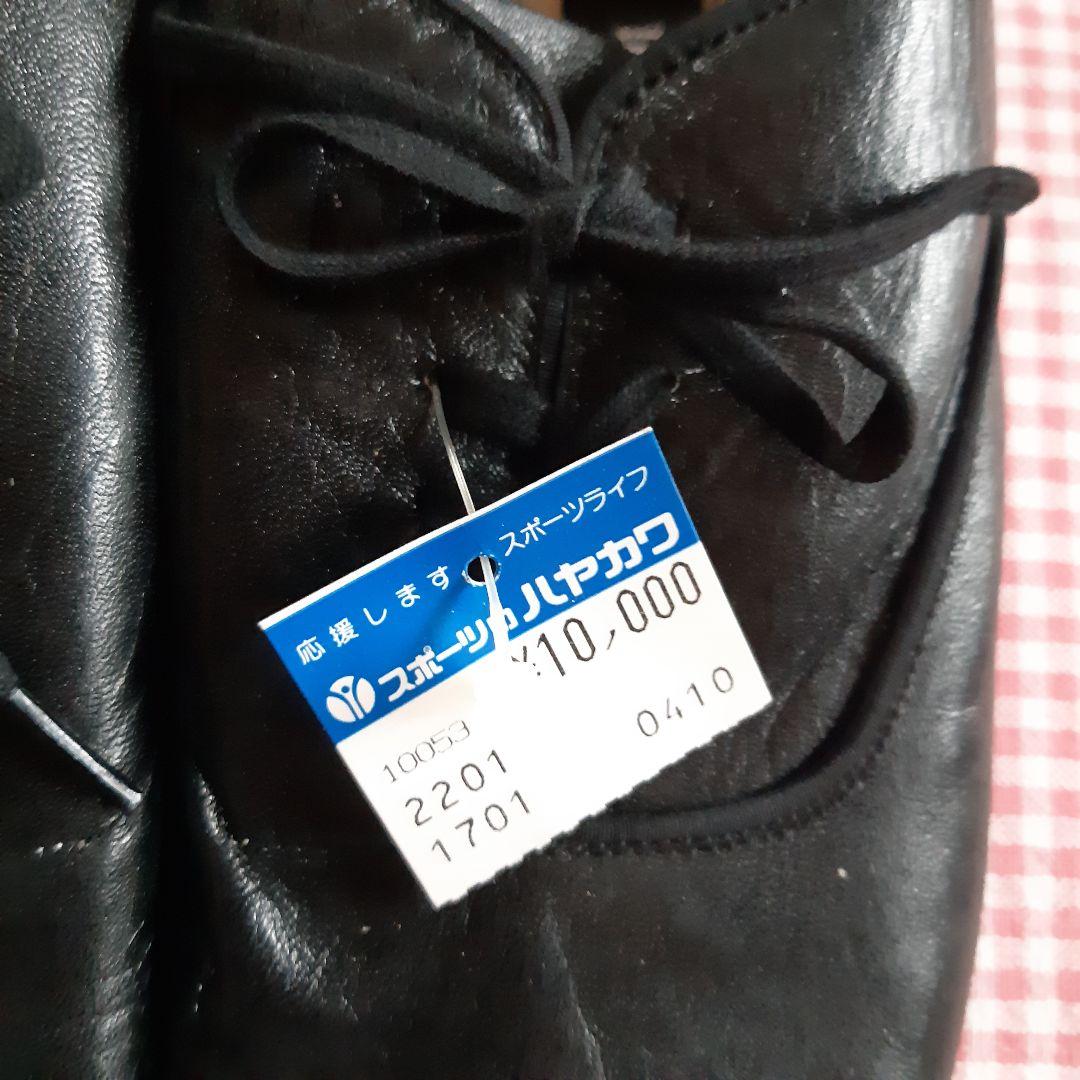 応援します スポーツライフ
スポーツのハヤカワ
¥10,000
10053
2201 0410
1701